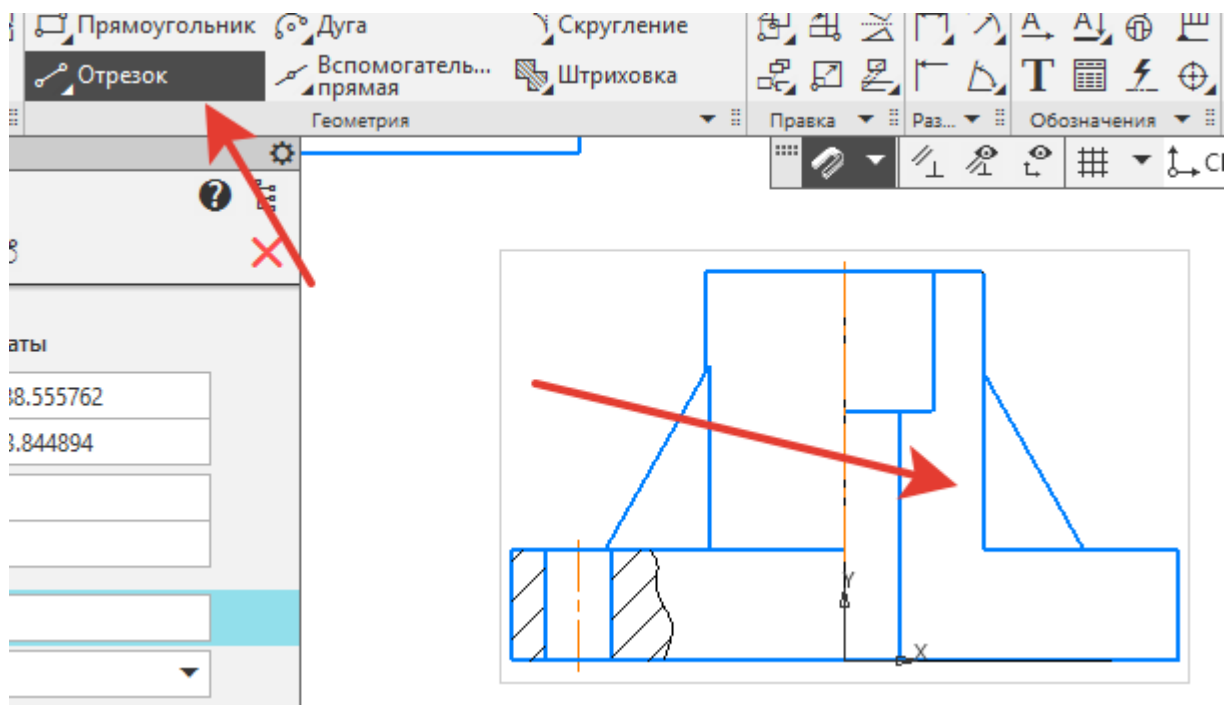 Прямоугольник Дуга Скругление
Отрезок Вспомогатель...
прямая Штриховка
Геометрия Правка Раз... Обозначения
аты
38.555762
3.844894
Y
X